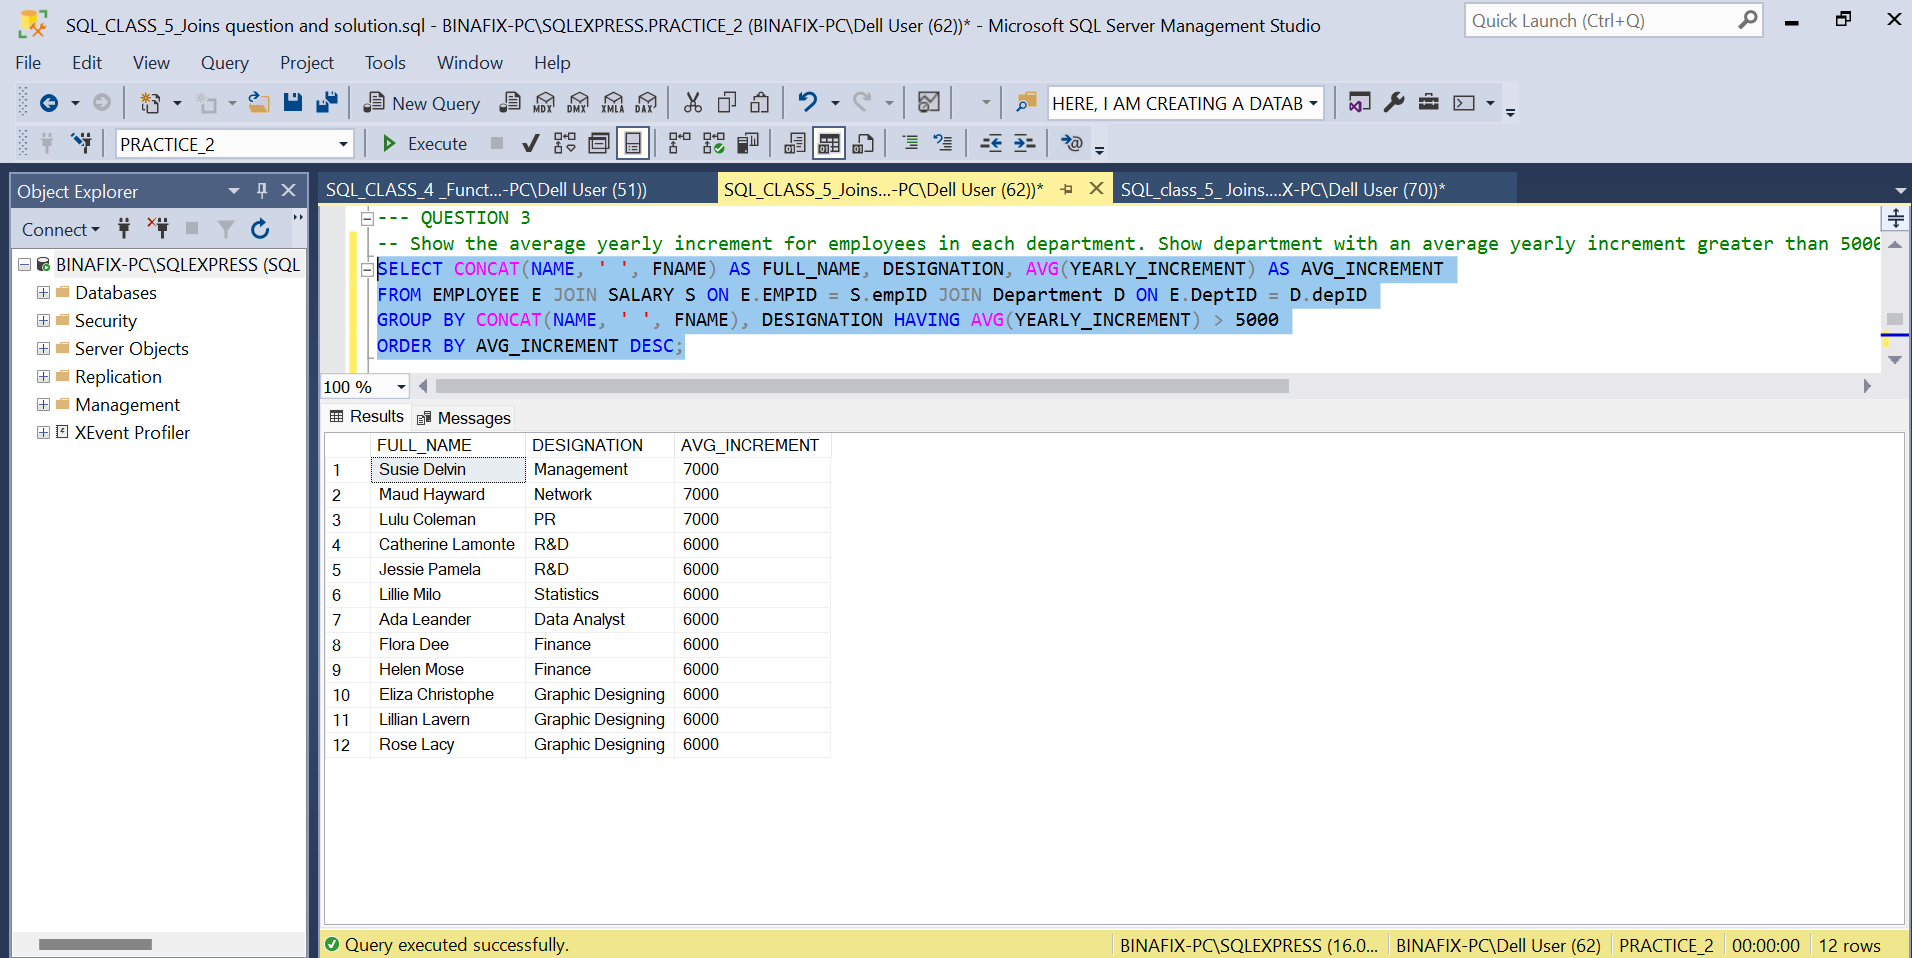 SQL_CLASS_5_Joins question and solution.sql - BINAFIX-PC\SQLEXPRESS.PRACTICE_2 (BINAFIX-PC\Dell User (62))* - Microsoft SQL Server Management Studio
Quick Launch (Ctrl+Q)
File Edit View Query Project Tools Window Help
New Query MDX DMX XMLA DAX HERE, I AM CREATING A DATAB
PRACTICE_2 Execute
Object Explorer
SQL_CLASS_4 _Funct...-PC\Dell User (51)) SQL_CLASS_5_Joins...-PC\Dell User (62))* SQL_class_5_ Joins....X-PC\Dell User (70))*
Connect
BINAFIX-PC\SQLEXPRESS (SQL
Databases
Security
Server Objects
Replication
Management
XEvent Profiler
--- QUESTION 3
-- Show the average yearly increment for employees in each department. Show department with an average yearly increment greater than 5000
SELECT CONCAT(NAME, ' ', FNAME) AS FULL_NAME, DESIGNATION, AVG(YEARLY_INCREMENT) AS AVG_INCREMENT
FROM EMPLOYEE E JOIN SALARY S ON E.EMPID = S.empID JOIN Department D ON E.DeptID = D.depID
GROUP BY CONCAT(NAME, ' ', FNAME), DESIGNATION HAVING AVG(YEARLY_INCREMENT) > 5000
ORDER BY AVG_INCREMENT DESC;
100 %
Results Messages
FULL_NAME DESIGNATION AVG_INCREMENT
1 Susie Delvin Management 7000
2 Maud Hayward Network 7000
3 Lulu Coleman PR 7000
4 Catherine Lamonte R&D 6000
5 Jessie Pamela R&D 6000
6 Lillie Milo Statistics 6000
7 Ada Leander Data Analyst 6000
8 Flora Dee Finance 6000
9 Helen Mose Finance 6000
10 Eliza Christophe Graphic Designing 6000
11 Lillian Lavern Graphic Designing 6000
12 Rose Lacy Graphic Designing 6000
Query executed successfully. BINAFIX-PC\SQLEXPRESS (16.0... BINAFIX-PC\Dell User (62) PRACTICE_2 00:00:00 12 rows